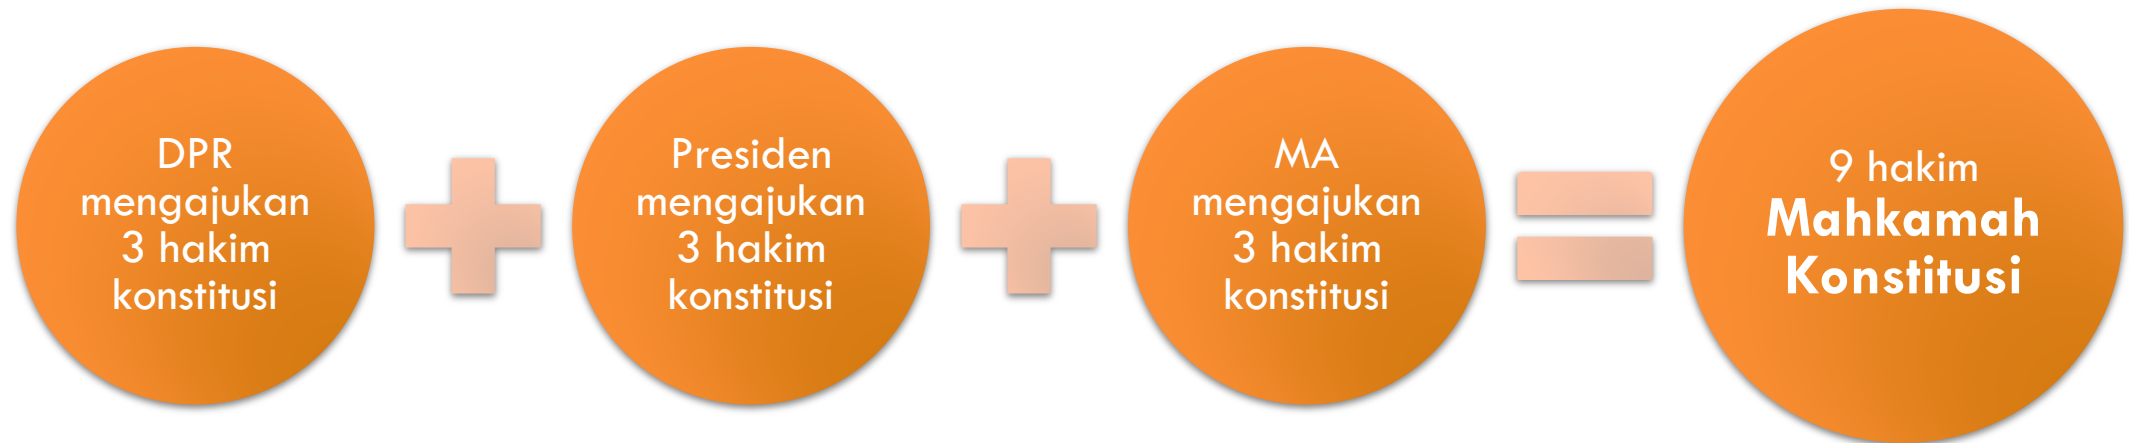 DPR
mengajukan
3 hakim
konstitusi
Presiden
mengajukan
3 hakim
konstitusi
MA
mengajukan
3 hakim
konstitusi
9 hakim
Mahkamah
Konstitusi